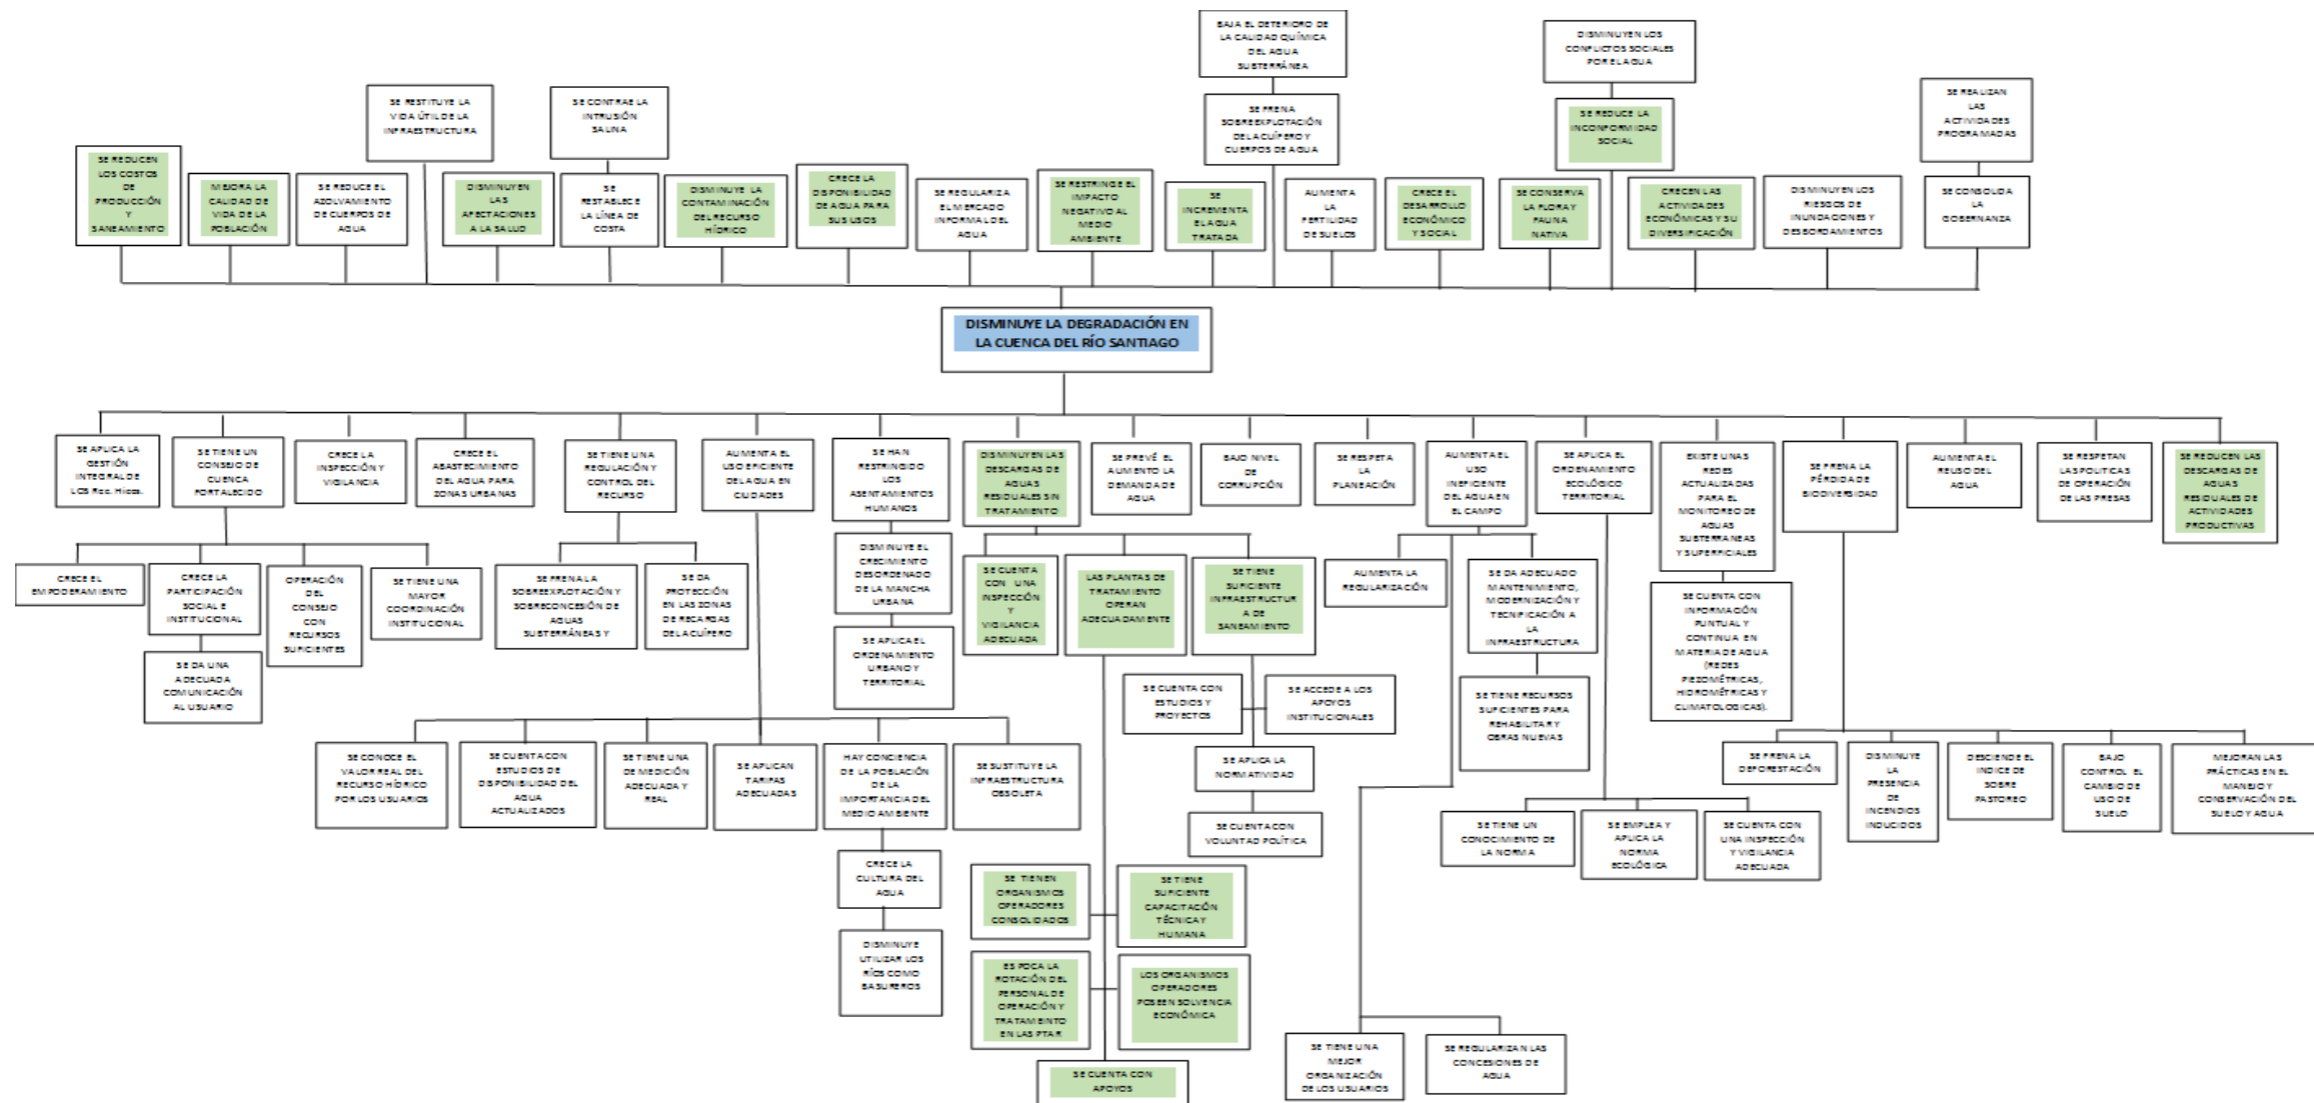 BAJA EL DETERIORO DE
LA CALIDAD QUÍMICA
DEL AGUA
SUBTERRÁNEA
DISMINUYEN LOS
CONFLICTOS SOCIALES
POR EL AGUA
SE RESTITUYE LA
VIDA ÚTIL DE LA
INFRAESTRUCTURA
SE CONTRAE LA
INTRUSIÓN
SALINA
SE FRENA
SOBREEXPLOTACIÓN
DEL ACUÍFERO Y
CUERPOS DE AGUA
SE REDUCE LA
INCONFORMIDAD
SOCIAL
SE REALIZAN
LAS
ACTIVIDADES
PROGRAMADAS
SE REDUCEN
LOS COSTOS
DE
PRODUCCIÓN
Y
SANEAMIENTO
MEJORA LA
CALIDAD DE
VIDA DE LA
POBLACIÓN
SE REDUCE EL
AZOLVAMIENTO
DE CUERPOS DE
AGUA
DISMINUYEN
LAS
AFECTACIONES
A LA SALUD
SE
RESTABLECE
LA LÍNEA DE
COSTA
DISMINUYE LA
CONTAMINACIÓN
DEL RECURSO
HÍDRICO
CRECE LA
DISPONIBILIDAD
DE AGUA PARA
SUS USOS
SE REGULARIZA
EL MERCADO
INFORMAL DEL
AGUA
SE RESTRINGE EL
IMPACTO
NEGATIVO AL
MEDIO
AMBIENTE
SE
INCREMENTA
EL AGUA
TRATADA
AUMENTA
LA
FERTILIDAD
DE SUELOS
CRECE EL
DESARROLLO
ECONÓMICO
Y SOCIAL
SE CONSERVA
LA FLORA Y
FAUNA
NATIVA
CRECEN LAS
ACTIVIDADES
ECONÓMICAS Y SU
DIVERSIFICACIÓN
DISMINUYEN LOS
RIESGOS DE
INUNDACIONES Y
DESBORDAMIENTOS
SE CONSOLIDA
LA
GOBERNANZA
DISMINUYE LA DEGRADACIÓN EN
LA CUENCA DEL RÍO SANTIAGO
SE APLICA LA
GESTIÓN
INTEGRAL DE
LOS Rec. Hicos.
SE TIENE UN
CONSEJO DE
CUENCA
FORTALECIDO
CRECE LA
INSPECCIÓN Y
VIGILANCIA
CRECE EL
ABASTECIMIENTO
DEL AGUA PARA
ZONAS URBANAS
SE TIENE UNA
REGULACIÓN Y
CONTROL DEL
RECURSO
AUMENTA EL
USO EFICIENTE
DEL AGUA EN
CIUDADES
SE HAN
RESTRINGIDO
LOS
ASENTAMIENTOS
HUMANOS
DISMINUYEN LAS
DESCARGAS DE
AGUAS
RESIDUALES SIN
TRATAMIENTO
SE PREVÉ EL
AUMENTO LA
DEMANDA DE
AGUA
BAJO NIVEL
DE
CORRUPCIÓN
SE RESPETA
LA
PLANEACIÓN
AUMENTA EL
USO
INEFICIENTE
DEL AGUA EN
EL CAMPO
SE APLICA EL
ORDENAMIENTO
ECOLÓGICO
TERRITORIAL
EXISTE UNAS
REDES
ACTUALIZADAS
PARA EL
MONITOREO DE
AGUAS
SUBTERRANEAS
Y SUPERFICIALES
SE FRENA LA
PÉRDIDA DE
BIODIVERSIDAD
AUMENTA EL
REUSO DEL
AGUA
SE RESPETAN
LAS POLITICAS
DE OPERACIÓN
DE LAS PRESAS
SE REDUCEN LAS
DESCARGAS DE
AGUAS
RESIDUALES DE
ACTIVIDADES
PRODUCTIVAS
CRECE EL
EMPODERAMIENTO
CRECE LA
PARTICIPACIÓN
SOCIAL E
INSTITUCIONAL
OPERACIÓN
DEL
CONSEJO
CON
RECURSOS
SUFICIENTES
SE TIENE UNA
MAYOR
COORDINACIÓN
INSTITUCIONAL
SE FRENA LA
SOBREEXPLOTACIÓN Y
SOBRECONCESIÓN DE
AGUAS
SUBTERRÁNEAS Y
SE DA
PROTECCIÓN
EN LAS ZONAS
DE RECARGAS
DEL ACUÍFERO
DISMINUYE EL
CRECIMIENTO
DESORDENADO
DE LA MANCHA
URBANA
SE CUENTA
CON UNA
INSPECCIÓN
Y
VIGILANCIA
ADECUADA
LAS PLANTAS DE
TRATAMIENTO
OPERAN
ADECUADAMENTE
SE TIENE
SUFICIENTE
INFRAESTRUCTUR
A DE
SANEAMIENTO
AUMENTA LA
REGULARIZACIÓN
SE DA ADECUADO
MANTENIMIENTO,
MODERNIZACIÓN Y
TECNIFICACIÓN A
LA
INFRAESTRUCTURA
SE CUENTA CON
INFORMACIÓN
PUNTUAL Y
CONTINUA EN
MATERIA DE AGUA
(REDES
PIEZOMÉTRICAS,
HIDROMÉTRICAS Y
CLIMATOLOGICAS).
SE DA UNA
ADECUADA
COMUNICACIÓN
AL USUARIO
SE APLICA EL
ORDENAMIENTO
URBANO Y
TERRITORIAL
SE CUENTA CON
ESTUDIOS Y
PROYECTOS
SE ACCEDE A LOS
APOYOS
INSTITUCIONALES
SE TIENE RECURSOS
SUFICIENTES PARA
REHABILITAR Y
OBRAS NUEVAS
SE CONOCE EL
VALOR REAL DEL
RECURSO HÍDRICO
POR LOS USUARIOS
SE CUENTA CON
ESTUDIOS DE
DISPONIBILIDAD DEL
AGUA
ACTUALIZADOS
SE TIENE UNA
DE MEDICIÓN
ADECUADA Y
REAL
SE APLICAN
TARIFAS
ADECUADAS
HAY CONCIENCIA
DE LA POBLACIÓN
DE LA
IMPORTANCIA DEL
MEDIO AMBIENTE
SE SUSTITUYE LA
INFRAESTRUCTURA
OBSOLETA
SE APLICA LA
NORMATIVIDAD
SE FRENA LA
DEFORESTACIÓN
DISMINUYE
LA
PRESENCIA
DE
INCENDIOS
INDUCIDOS
DESCIENDE EL
INDICE DE
SOBRE
PASTOREO
BAJO
CONTROL EL
CAMBIO DE
USO DE
SUELO
MEJORAN LAS
PRÁCTICAS EN EL
MANEJO Y
CONSERVACIÓN DEL
SUELO Y AGUA
SE CUENTA CON
VOLUNTAD POLÍTICA
SE TIENE UN
CONOCIMIENTO DE
LA NORMA
SE EMPLEA Y
APLICA LA
NORMA
ECOLÓGICA
SE CUENTA CON
UNA INSPECCIÓN
Y VIGILANCIA
ADECUADA
CRECE LA
CULTURA DEL
AGUA
SE TIENEN
ORGANISMOS
OPERADORES
CONSOLIDADOS
SE TIENE
SUFICIENTE
CAPACITACIÓN
TÉCNICA Y
HUMANA
DISMINUYE
UTILIZAR LOS
RÍOS COMO
BASUREROS
ES POCA LA
ROTACIÓN DEL
PERSONAL DE
OPERACIÓN Y
TRATAMEINTO
EN LAS PTAR
LOS ORGANISMOS
OPERADORES
POSEEN SOLVENCIA
ECONÓMICA
SE TIENE UNA
MEJOR
ORGANIZACIÓN
DE LOS USUARIOS
SE REGULARIZAN LAS
CONCESIONES DE
AGUA
SE CUENTA CON
APOYOS